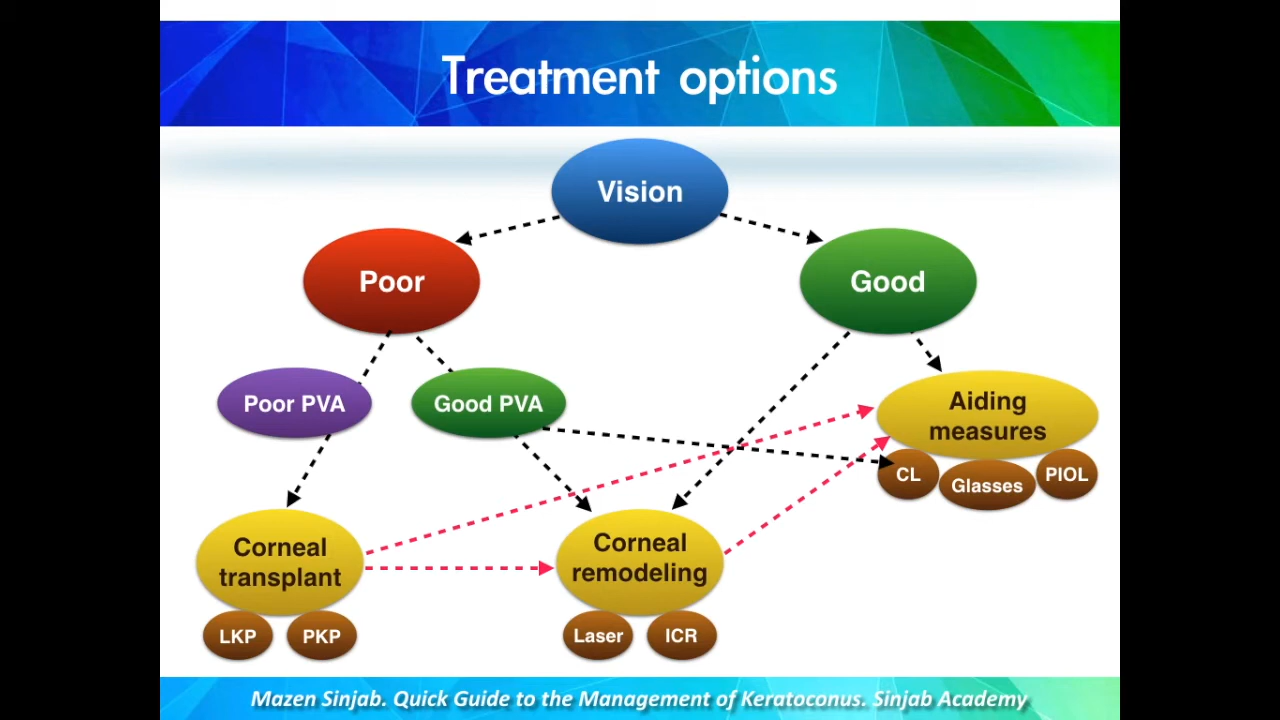 Treatment options
Vision
Poor
Good
Poor PVA
Good PVA
Aiding
measures
CL
Glasses
PIOL
Corneal
transplant
LKP
PKP
Corneal
remodeling
Laser
ICR
Mazen Sinjab. Quick Guide to the Management of Keratoconus. Sinjab Academy